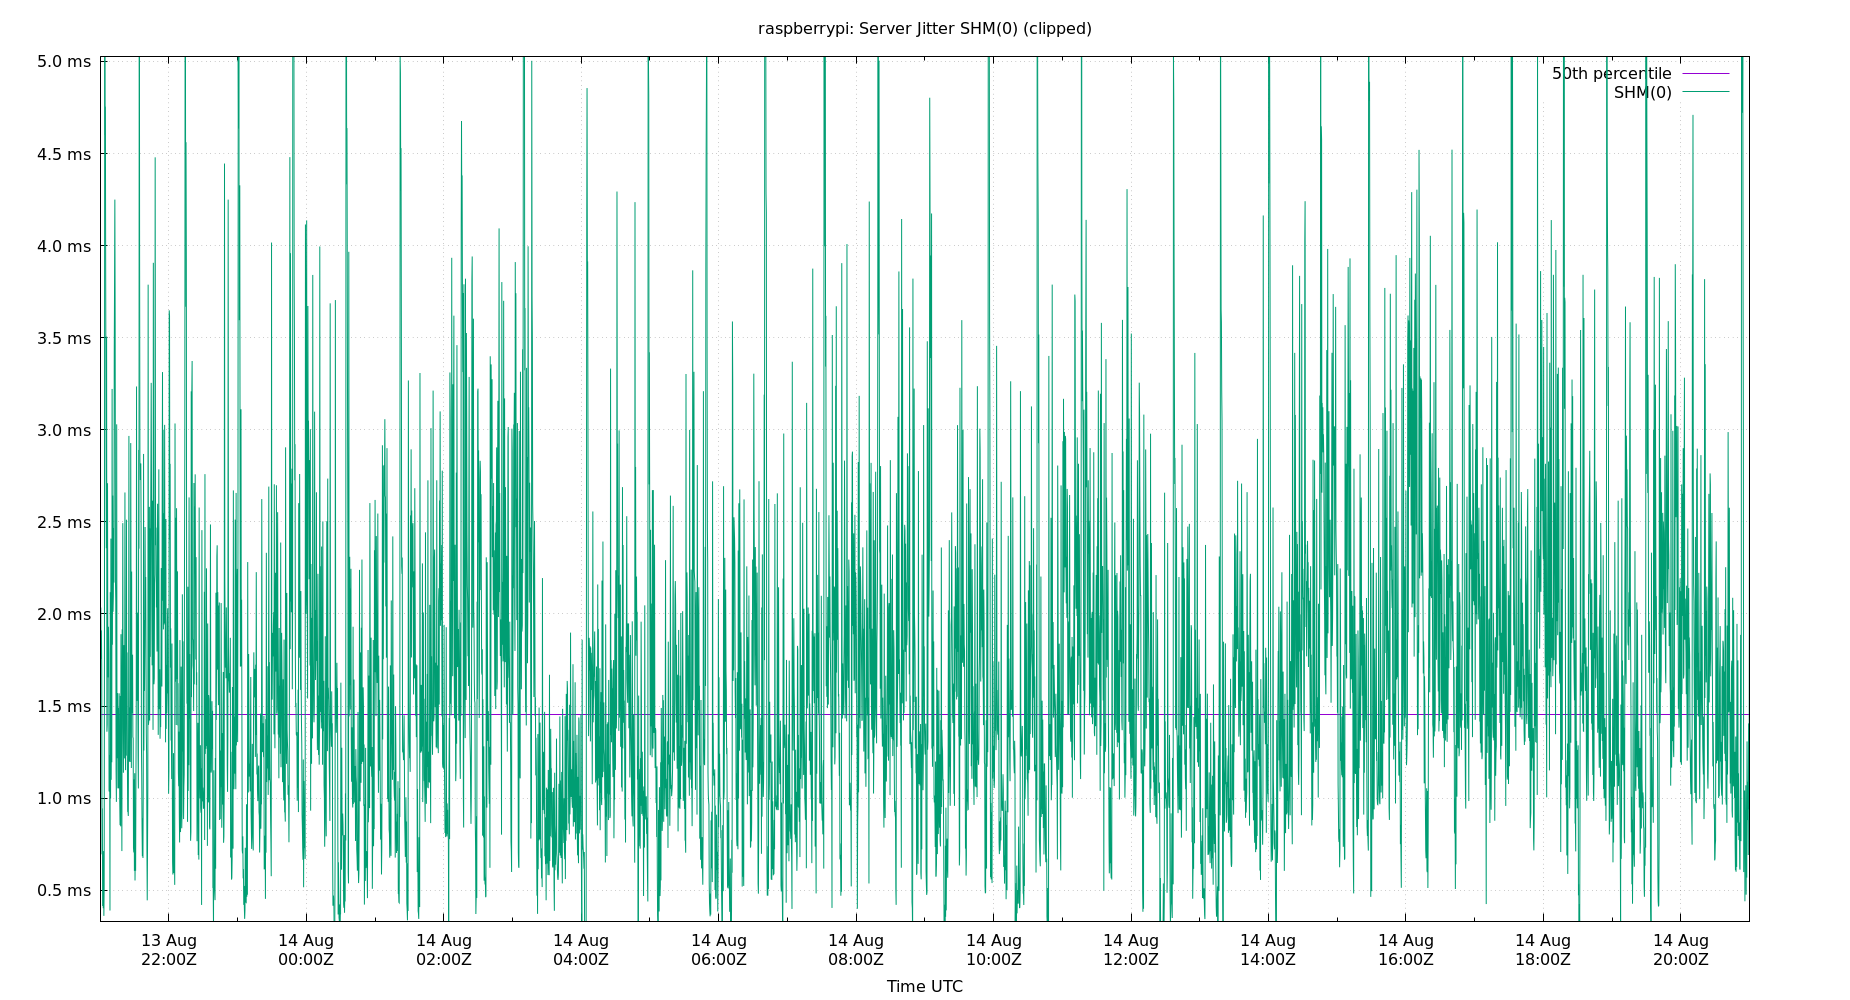 raspberrypi: Server Jitter SHM(0) (clipped)
5.0 ms
4.5 ms
4.0 ms
3.5 ms
3.0 ms
2.5 ms
2.0 ms
1.5 ms
1.0 ms
0.5 ms
50th percentile
SHM(0)
13 Aug 14 Aug 14 Aug 14 Aug 14 Aug 14 Aug 14 Aug 14 Aug 14 Aug 14 Aug 14 Aug 14 Aug
22:00Z 00:00Z 02:00Z 04:00Z 06:00Z 08:00Z 10:00Z 12:00Z 14:00Z 16:00Z 18:00Z 20:00Z
Time UTC